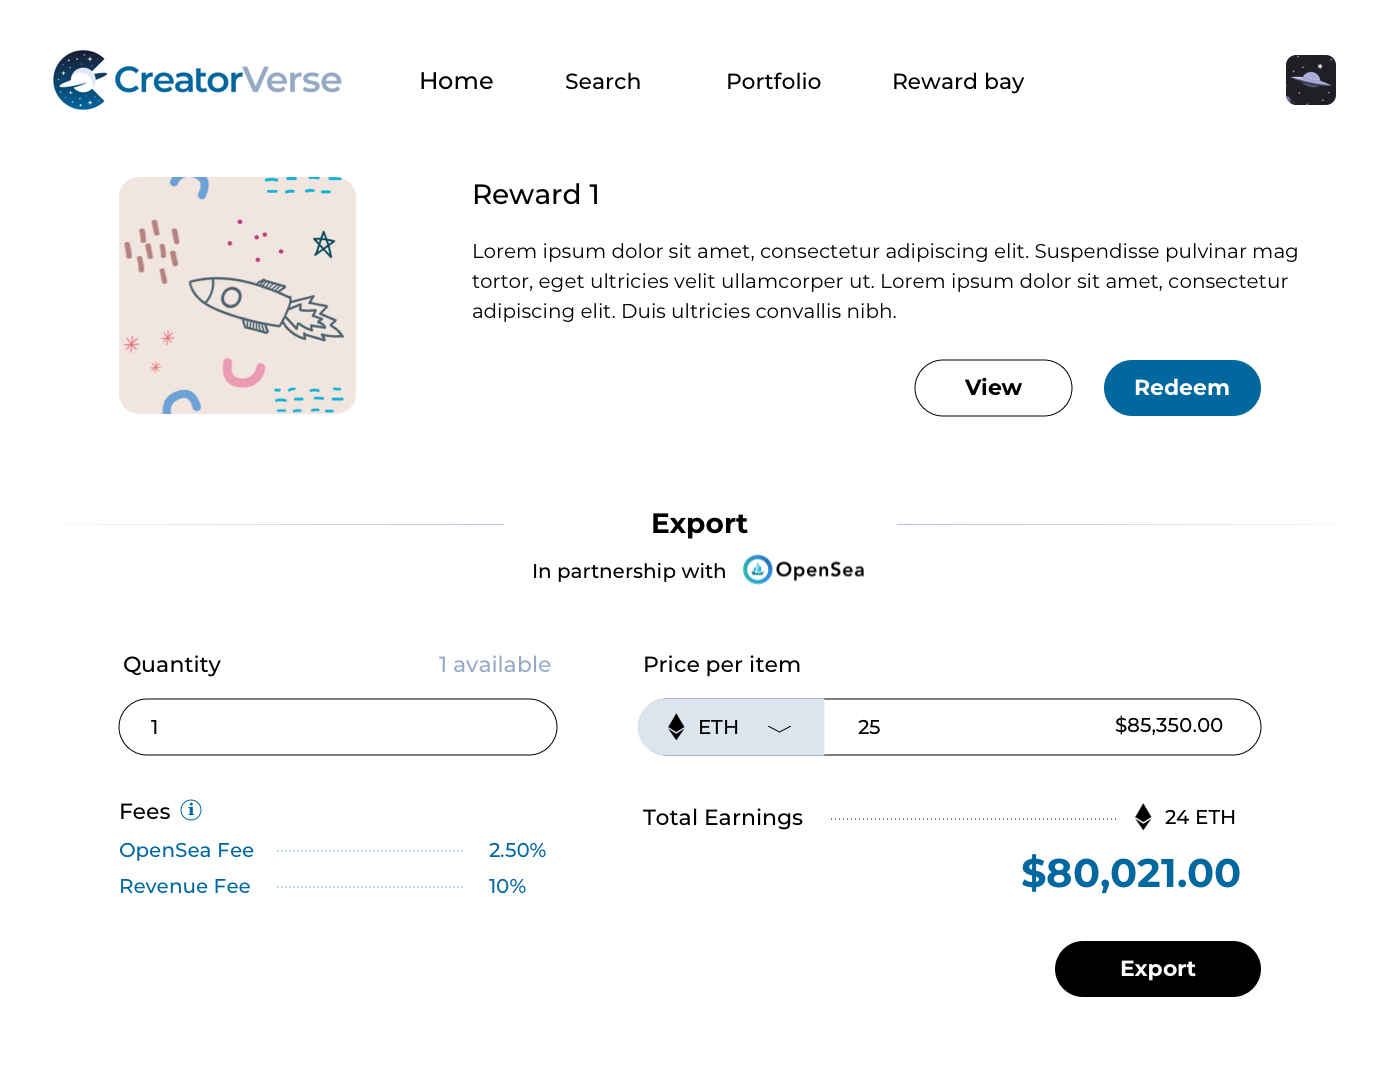 CreatorVerse
Home Search Portfolio Reward bay
Reward 1
Lorem ipsum dolor sit amet, consectetur adipiscing elit. Suspendisse pulvinar mag
tortor, eget ultricies velit ullamcorper ut. Lorem ipsum dolor sit amet, consectetur
adipiscing elit. Duis ultricies convallis nibh.
View Redeem
Export
In partnership with OpenSea
Quantity 1 available
1
Price per item
ETH 25 $85,350.00
Fees i
OpenSea Fee 2.50%
Revenue Fee 10%
Total Earnings 24 ETH
$80,021.00
Export